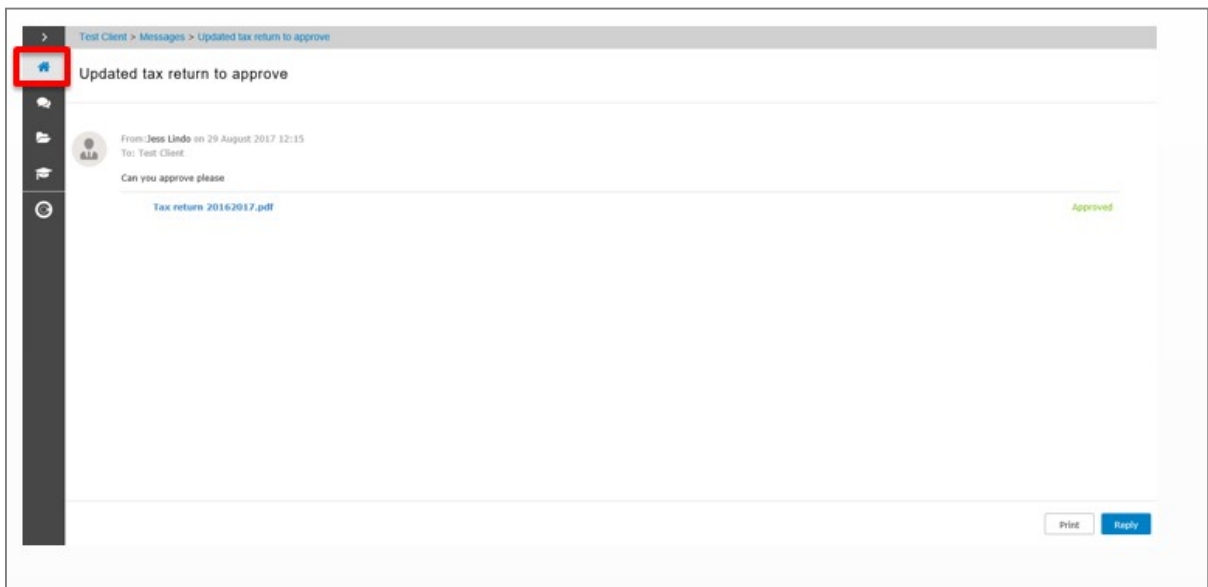 Test Client > Messages > Updated tax return to approve
Updated tax return to approve
From:Jess Lindo on 29 August 2017 12:15
To: Test Client
Can you approve please
Tax return 20162017.pdf
Approved
Print
Reply